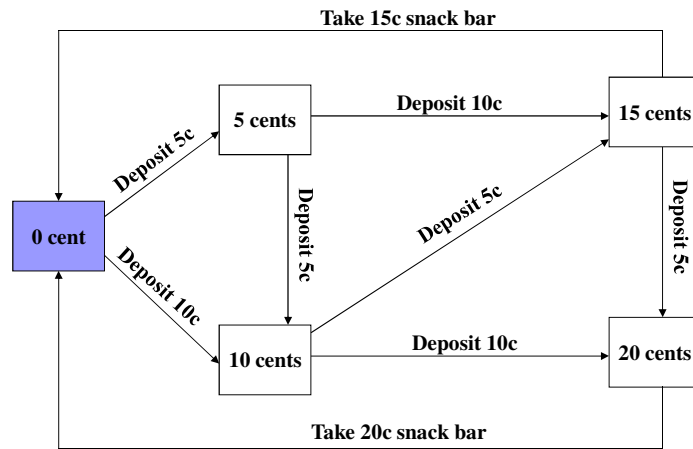 Take 15c snack bar
5 cents
Deposit 10c
15 cents
Deposit 5c
Deposit 5c
Deposit 5c
Deposit 5c
0 cent
Deposit 10c
10 cents
Deposit 10c
20 cents
Take 20c snack bar